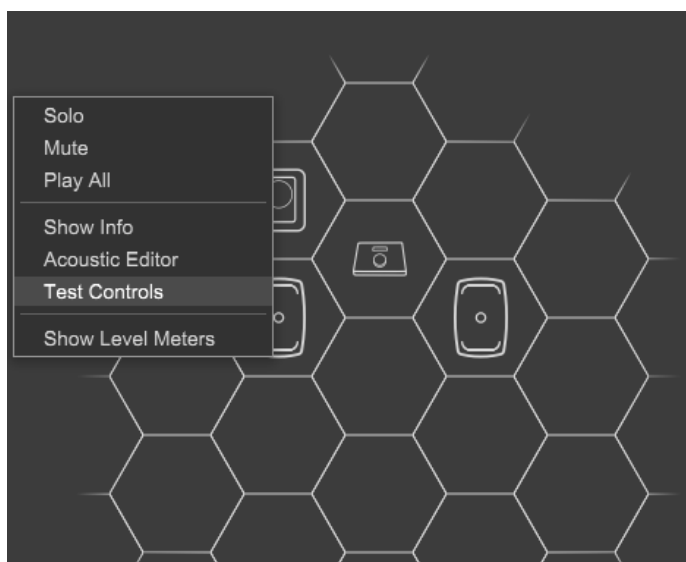 Solo
Mute
Play All
Show Info
Acoustic Editor
Test Controls
Show Level Meters